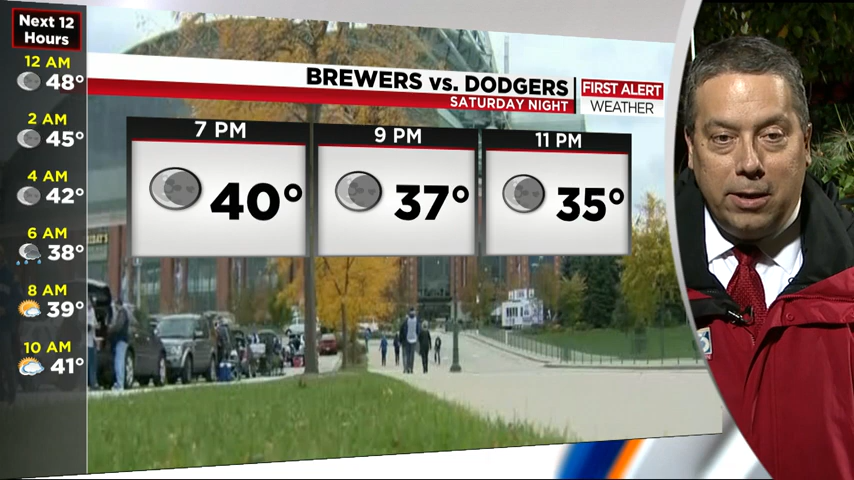 Next 12
Hours
12 AM
48°
2 AM
45°
4 AM
42°
6 AM
38°
8 AM
39°
10 AM
41°
BREWERS vs. DODGERS
SATURDAY NIGHT
FIRST ALERT
WEATHER
7 PM
40°
9 PM
37°
11 PM
35°